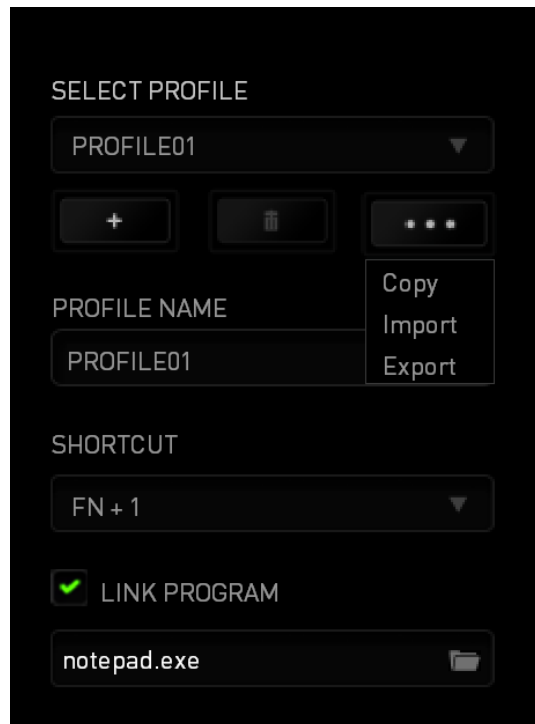 SELECT PROFILE
PROFILE01
Copy
Import
Export
PROFILE NAME
PROFILE01
SHORTCUT
FN + 1
LINK PROGRAM
notepad.exe